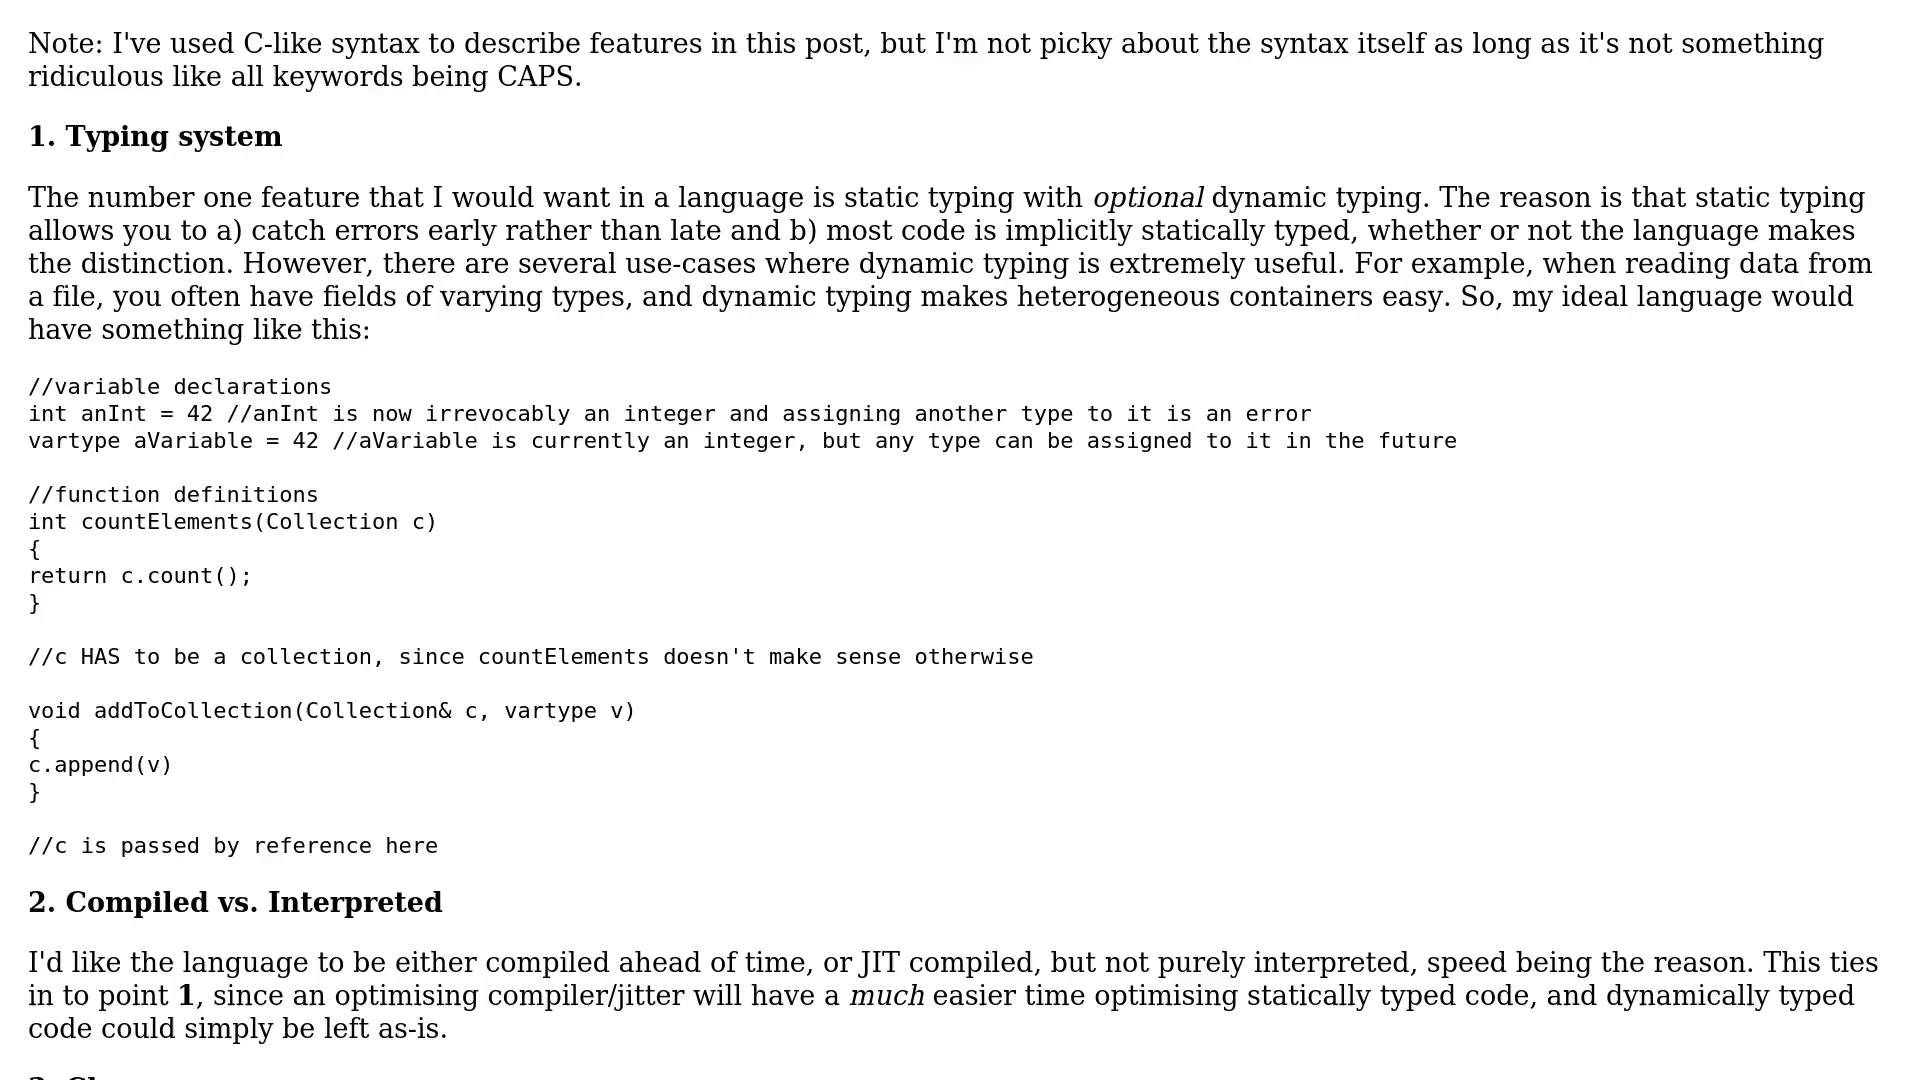 Note: I've used C-like syntax to describe features in this post, but I'm not picky about the syntax itself as long as it's not something
ridiculous like all keywords being CAPS.
1. Typing system
The number one feature that I would want in a language is static typing with optional dynamic typing. The reason is that static typing
allows you to a) catch errors early rather than late and b) most code is implicitly statically typed, whether or not the language makes
the distinction. However, there are several use-cases where dynamic typing is extremely useful. For example, when reading data from
a file, you often have fields of varying types, and dynamic typing makes heterogeneous containers easy. So, my ideal language would
have something like this:
//variable declarations
int anInt = 42 //anInt is now irrevocably an integer and assigning another type to it is an error
vartype aVariable = 42 //aVariable is currently an integer, but any type can be assigned to it in the future
//function definitions
int countElements(Collection c)
{
return c.count();
}
//c HAS to be a collection, since countElements doesn't make sense otherwise
void addToCollection(Collection& c, vartype v)
{
c.append(v)
}
//c is passed by reference here
2. Compiled vs. Interpreted
I'd like the language to be either compiled ahead of time, or JIT compiled, but not purely interpreted, speed being the reason. This ties
in to point 1, since an optimising compiler/jitter will have a much easier time optimising statically typed code, and dynamically typed
code could simply be left as-is.